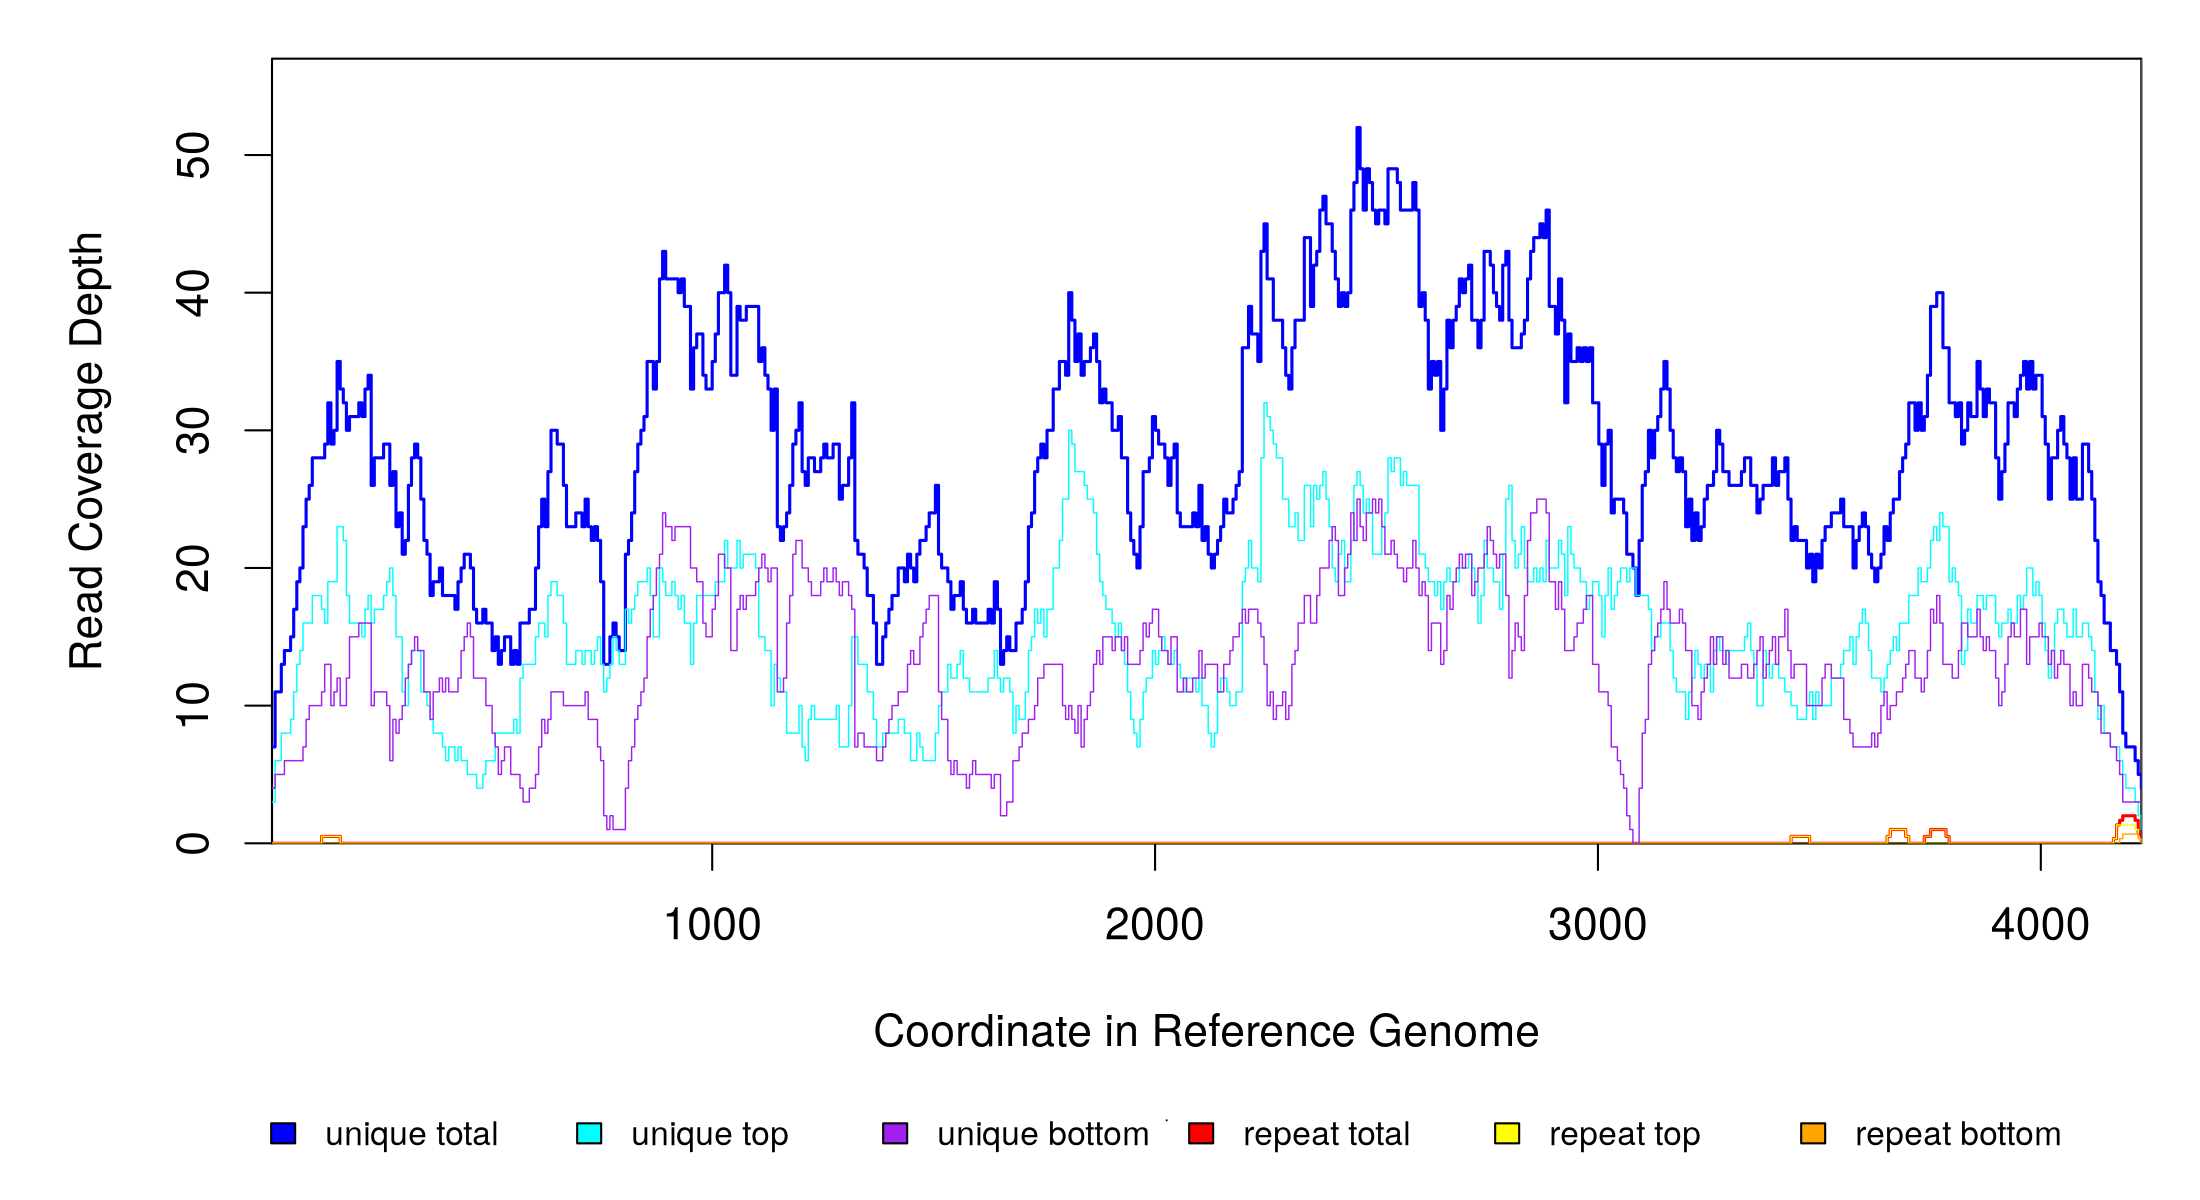 Read Coverage Depth
50
40
30
20
10
0
1000 2000 3000 4000
Coordinate in Reference Genome
unique total unique top unique bottom repeat total repeat top repeat bottom